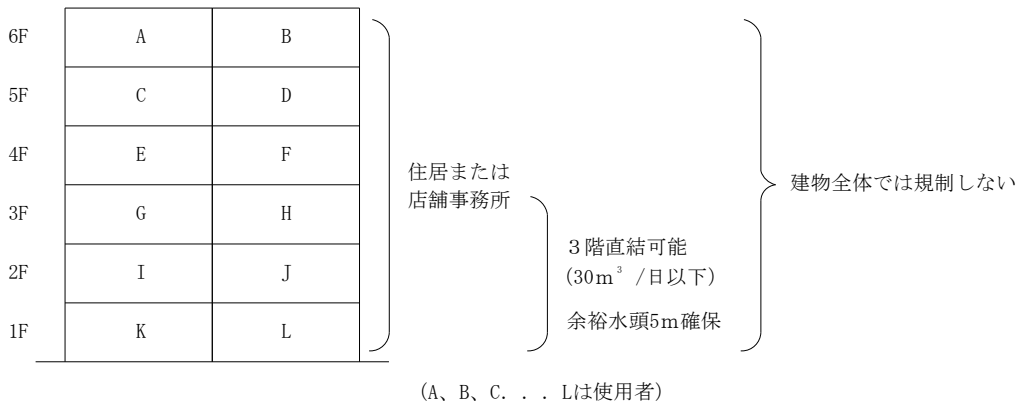 6F A B
5F C D
4F E F
住居または
店舗事務所
建物全体では規制しない
3F G H
３階直結可能
(30ｍ³ /日以下)
2F I J
余裕水頭5ｍ確保
1F K L
(A、B、C．．．Lは使用者)